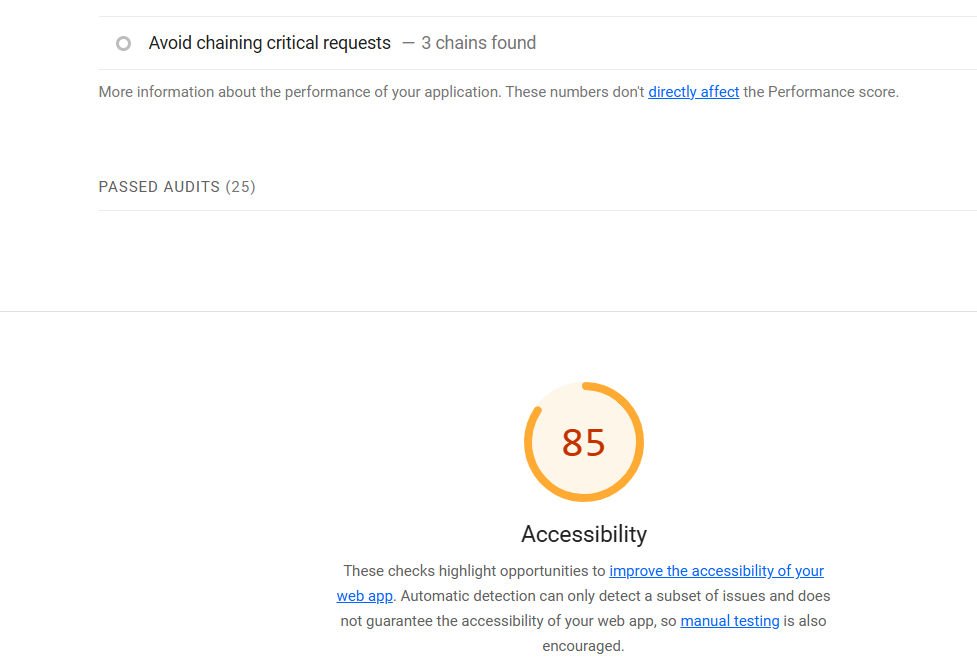 Avoid chaining critical requests — 3 chains found
More information about the performance of your application. These numbers don't directly affect the Performance score.
PASSED AUDITS (25)
85
Accessibility
These checks highlight opportunities to improve the accessibility of your
web app. Automatic detection can only detect a subset of issues and does
not guarantee the accessibility of your web app, so manual testing is also
encouraged.